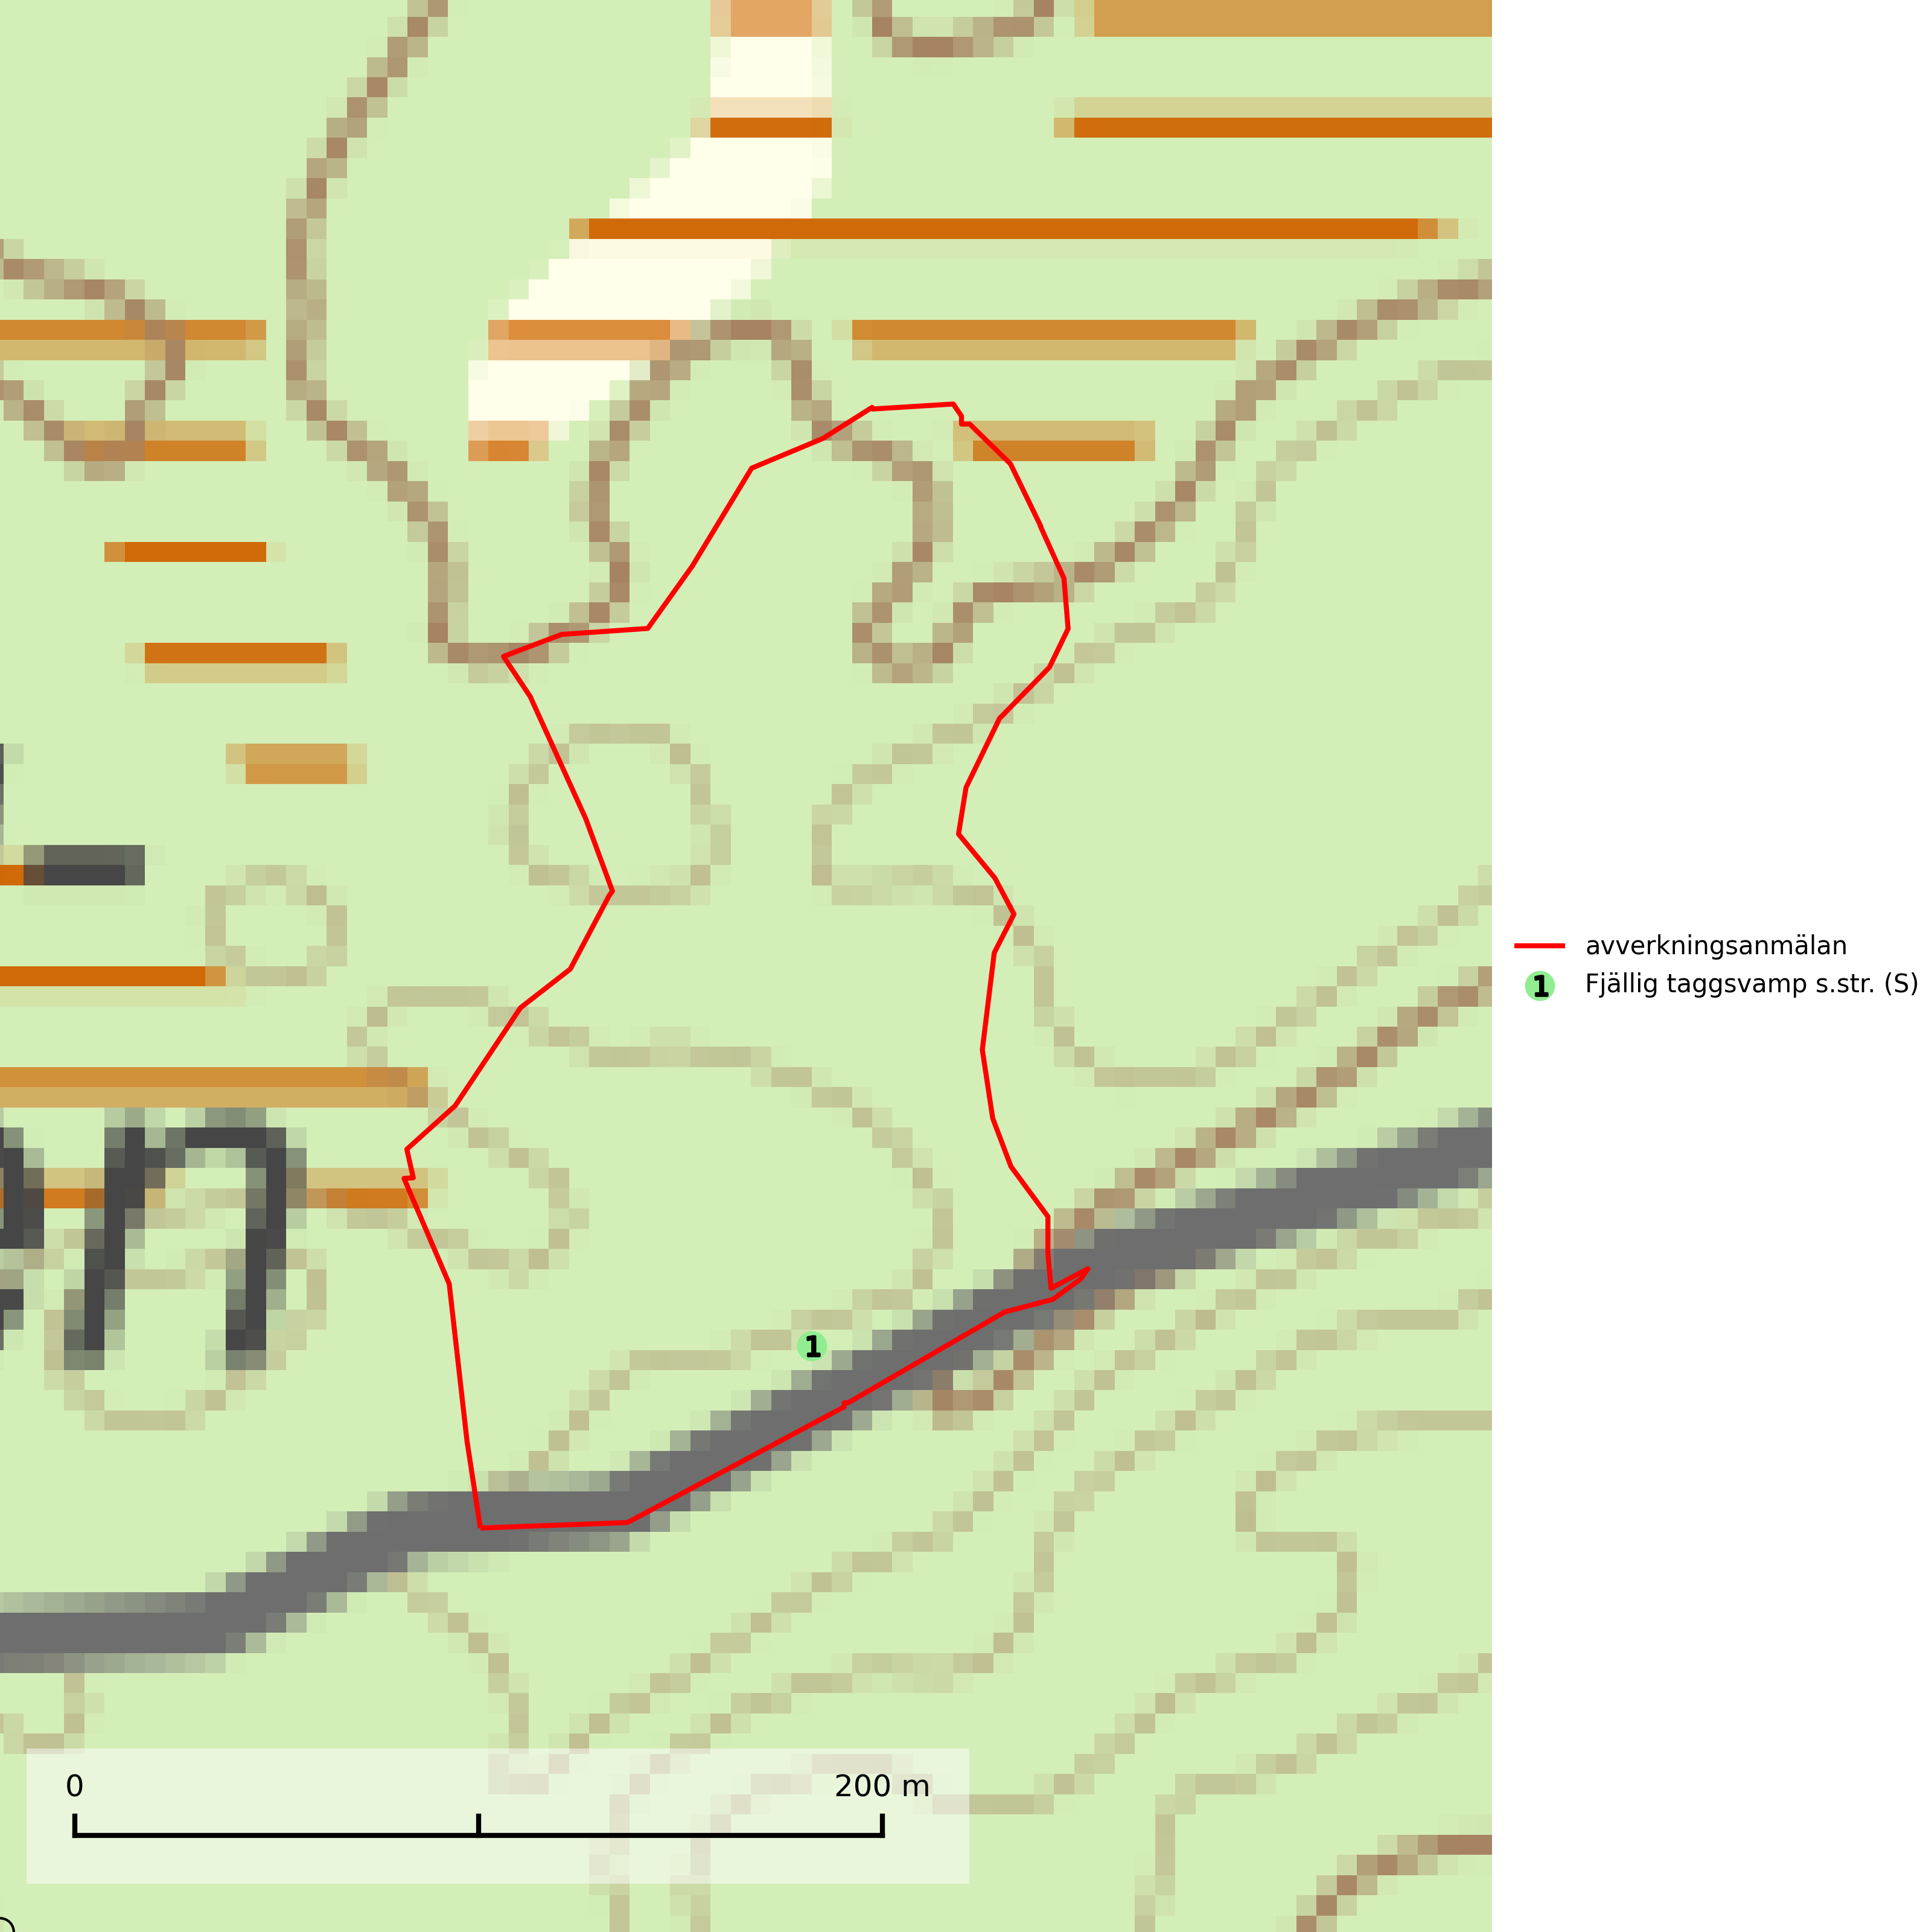 avverkningsanmälan
1 Fjällig taggsvamp s.str. (S)
1
0 200 m